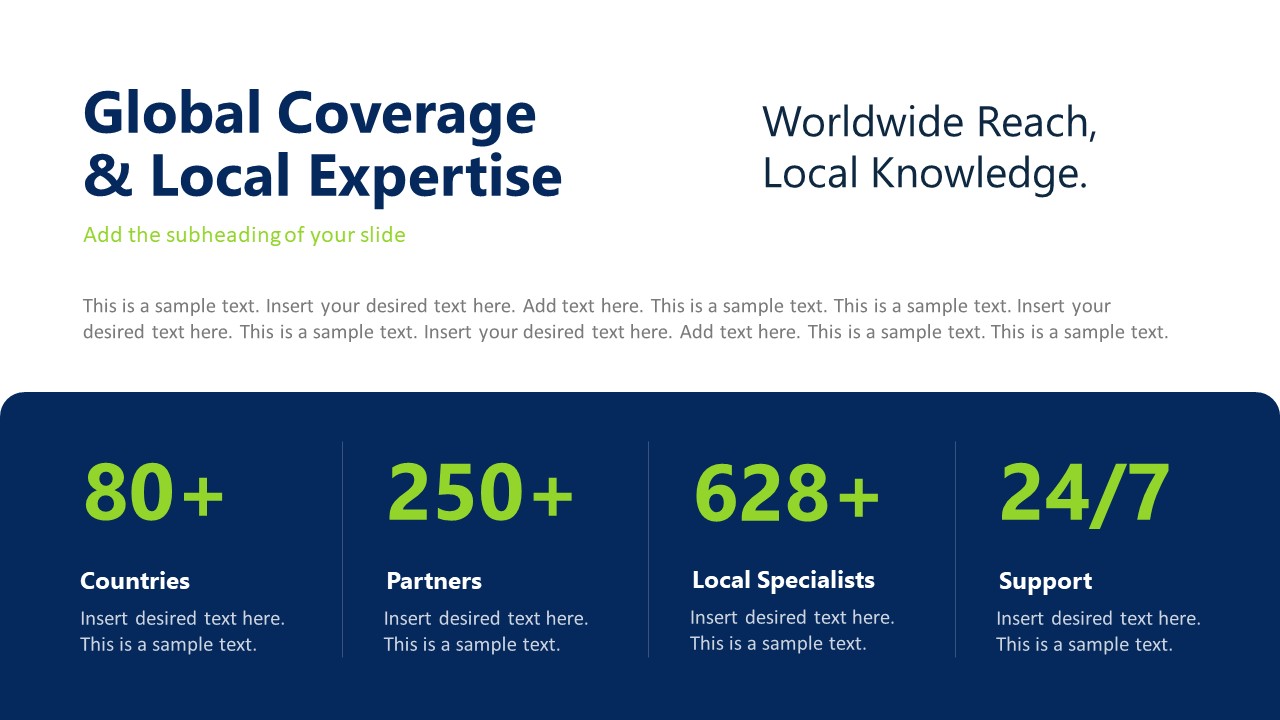 Global Coverage
& Local Expertise
Worldwide Reach,
Local Knowledge.
Add the subheading of your slide
This is a sample text. Insert your desired text here. Add text here. This is a sample text. This is a sample text. Insert your
desired text here. This is a sample text. Insert your desired text here. Add text here. This is a sample text. This is a sample text.
80+
Countries
Insert desired text here.
This is a sample text.
250+
Partners
Insert desired text here.
This is a sample text.
628+
Local Specialists
Insert desired text here.
This is a sample text.
24/7
Support
Insert desired text here.
This is a sample text.